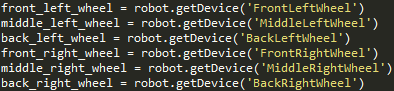 front_left_wheel = robot.getDevice('FrontLeftWheel')
middle_left_wheel = robot.getDevice('MiddleLeftWheel')
back_left_wheel = robot.getDevice('BackLeftWheel')
front_right_wheel = robot.getDevice('FrontRightWheel')
middle_right_wheel = robot.getDevice('MiddleRightWheel')
back_right_wheel = robot.getDevice('BackRightWheel')